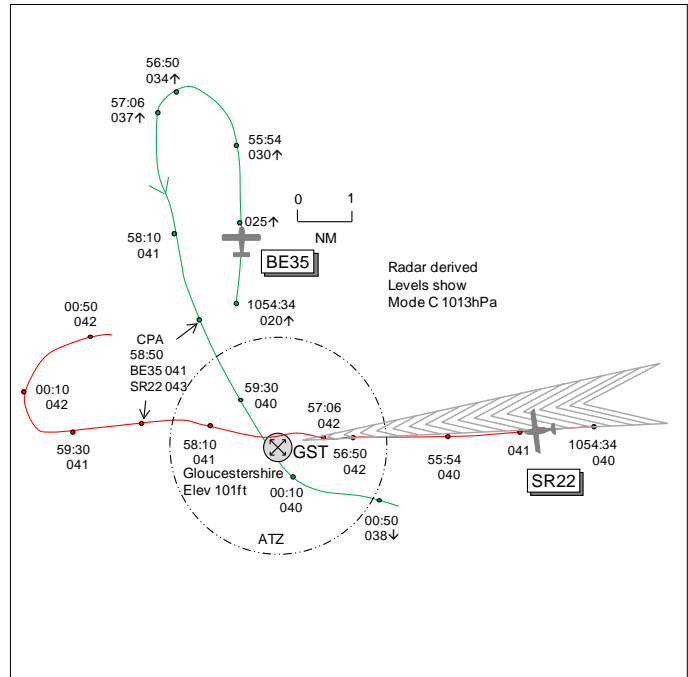 56:50
034↑
57:06
037↑
55:54
030↑
025↑
0 1
NM
BE35
58:10
041
Radar derived
Levels show
Mode C 1013hPa
1054:34
020↑
00:50
042
CPA
58:50
BE35 041
SR22 043
00:10
042
59:30
040
57:06
042
59:30
041
58:10
041
GST
56:50
042
55:54
040
041
1054:34
040
SR22
Gloucestershire
Elev 101ft
00:10
040
00:50
038↓
ATZ